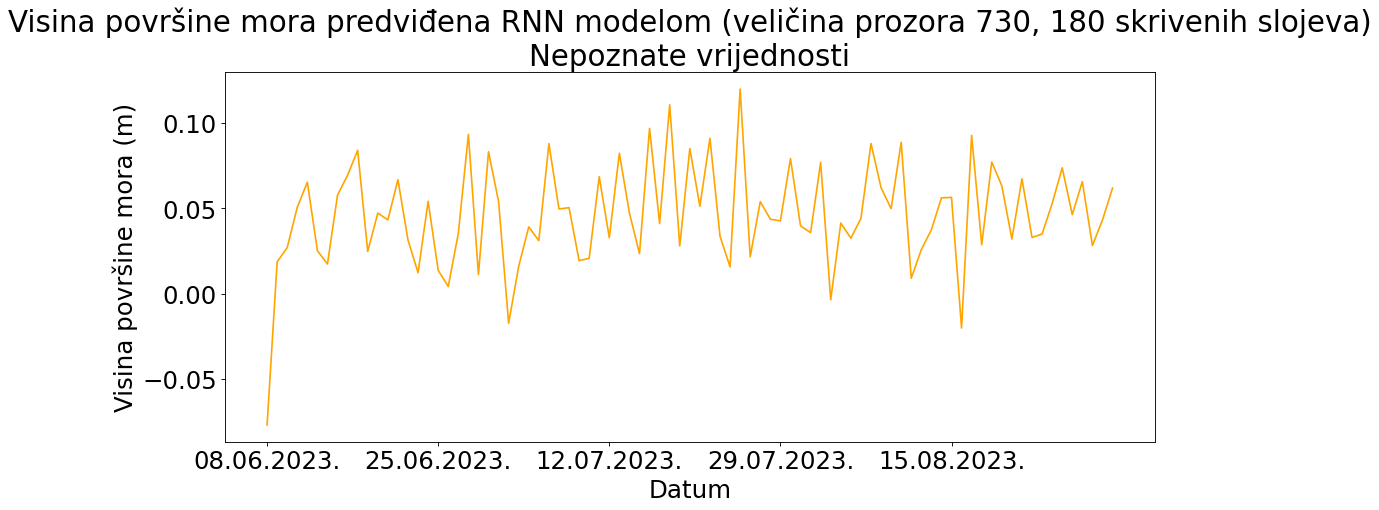 Visina površine mora predviđena RNN modelom (veličina prozora 730, 180 skrivenih slojeva)
Nepoznate vrijednosti
Visina površine mora (m)
0.10
0.05
0.00
−0.05
08.06.2023. 25.06.2023. 12.07.2023. 29.07.2023. 15.08.2023.
Datum